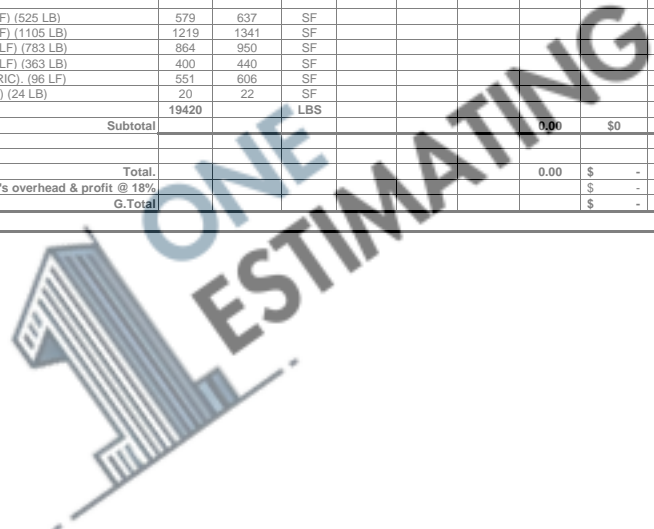 F) (525 LB) 579 637 SF
F) (1105 LB) 1219 1341 SF
LF) (783 LB) 864 950 SF
LF) (363 LB) 400 440 SF
RIC). (96 LF) 551 606 SF
) (24 LB) 20 22 SF
19420 LBS
Subtotal 0.00 $0
Total. 0.00 $ -
's overhead & profit @ 18% $ -
G.Total $ -
ONE
ESTIMATING